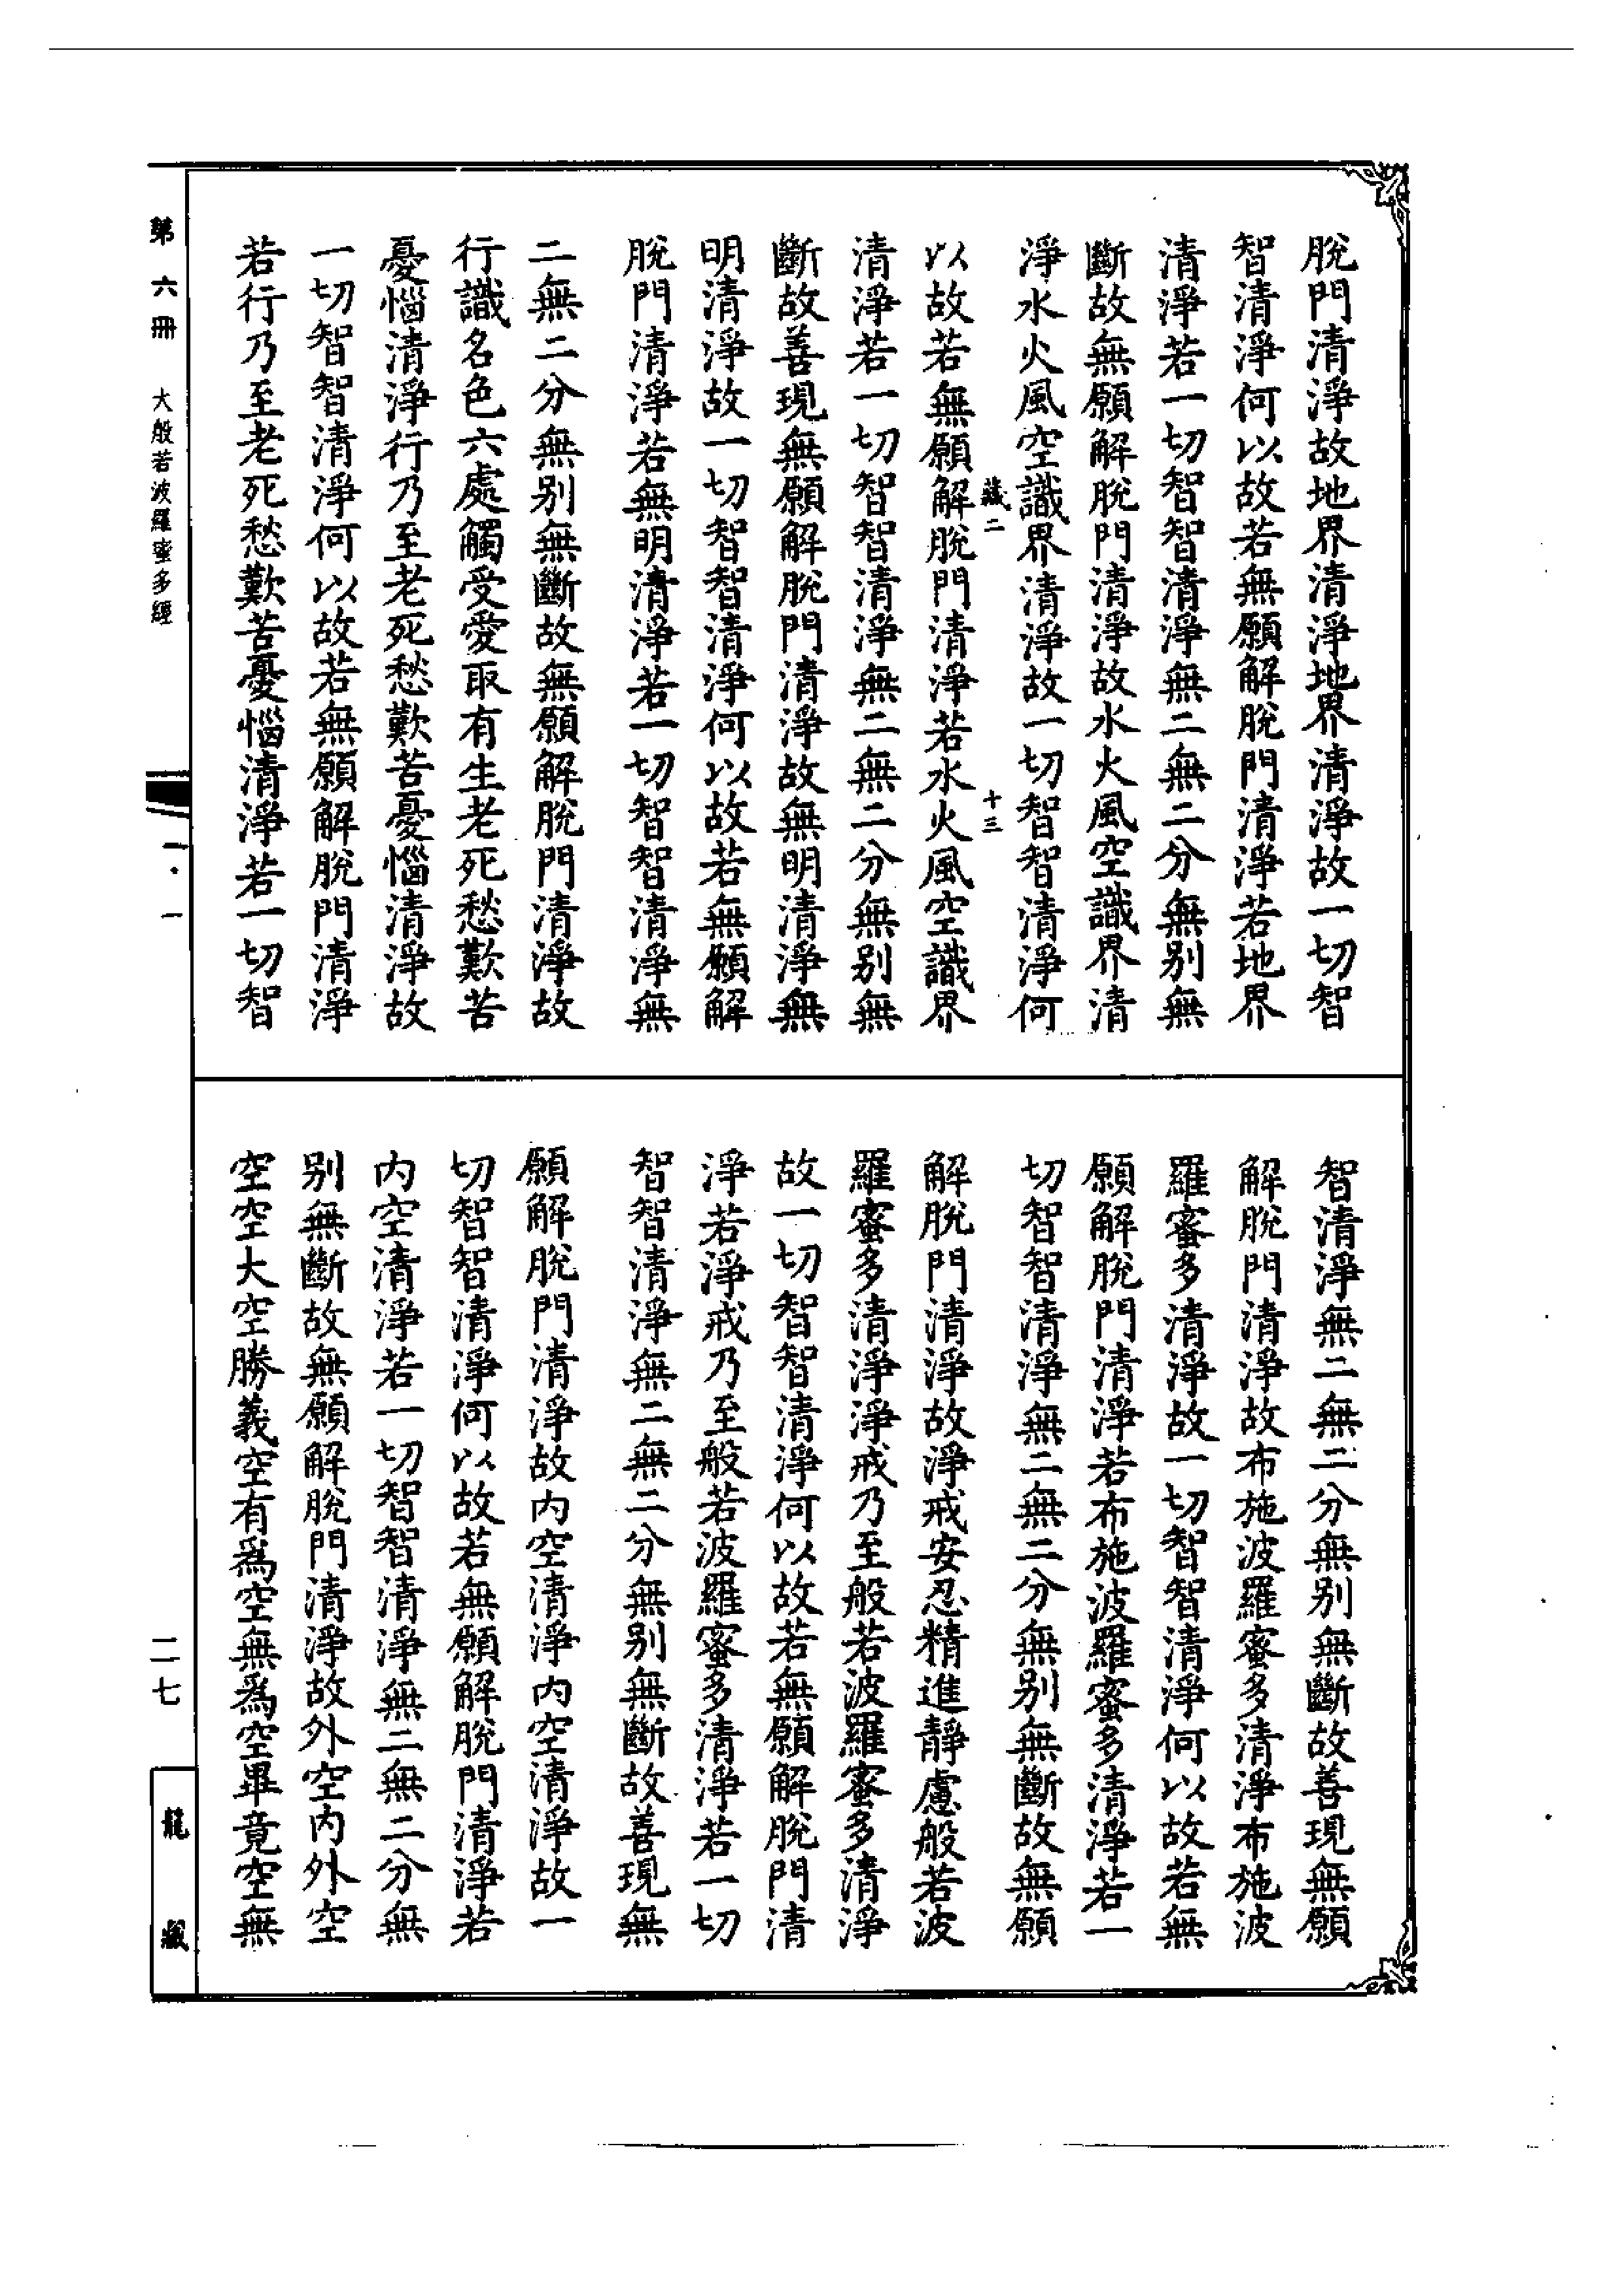 脫門清淨故地界清淨地界清淨故一切智
智清淨何以故若無願解脫門清淨若地界
清淨若一切智智清淨無二無二分無別無
斷故無願解脫門清淨故水火風空識界清
淨水火風空識界清淨故一切智智清淨何
藏二 十三
以故若無願解脫門清淨若水火風空識界
清淨若一切智智清淨無二無二分無別無
斷故善現無願解脫門清淨故無明清淨無
明清淨故一切智智清淨何以故若無願解
脫門清淨若無明清淨若一切智智清淨無
二無二分無別無斷故無願解脫門清淨故
行識名色六處觸受愛取有生老死愁歎苦
憂惱清淨行乃至老死愁歎苦憂惱清淨故
一切智智清淨何以故若無願解脫門清淨
若行乃至老死愁歎苦憂惱清淨若一切智
智清淨無二無二分無別無斷故善現無願
解脫門清淨故布施波羅蜜多清淨布施波
羅蜜多清淨故一切智智清淨何以故若無
願解脫門清淨若布施波羅蜜多清淨若一
切智智清淨無二無二分無別無斷故無願
解脫門清淨故淨戒安忍精進靜慮般若波
羅蜜多清淨淨戒乃至般若波羅蜜多清淨
故一切智智清淨何以故若無願解脫門清
淨若淨戒乃至般若波羅蜜多清淨若一切
智智清淨無二無二分無別無斷故善現無
願解脫門清淨故內空清淨內空清淨故一
切智智清淨何以故若無願解脫門清淨若
內空清淨若一切智智清淨無二無二分無
別無斷故無願解脫門清淨故外空內外空
空空大空勝義空有為空無為空畢竟空無
第六冊 大般若波羅蜜多經 一·一 二七 龍藏